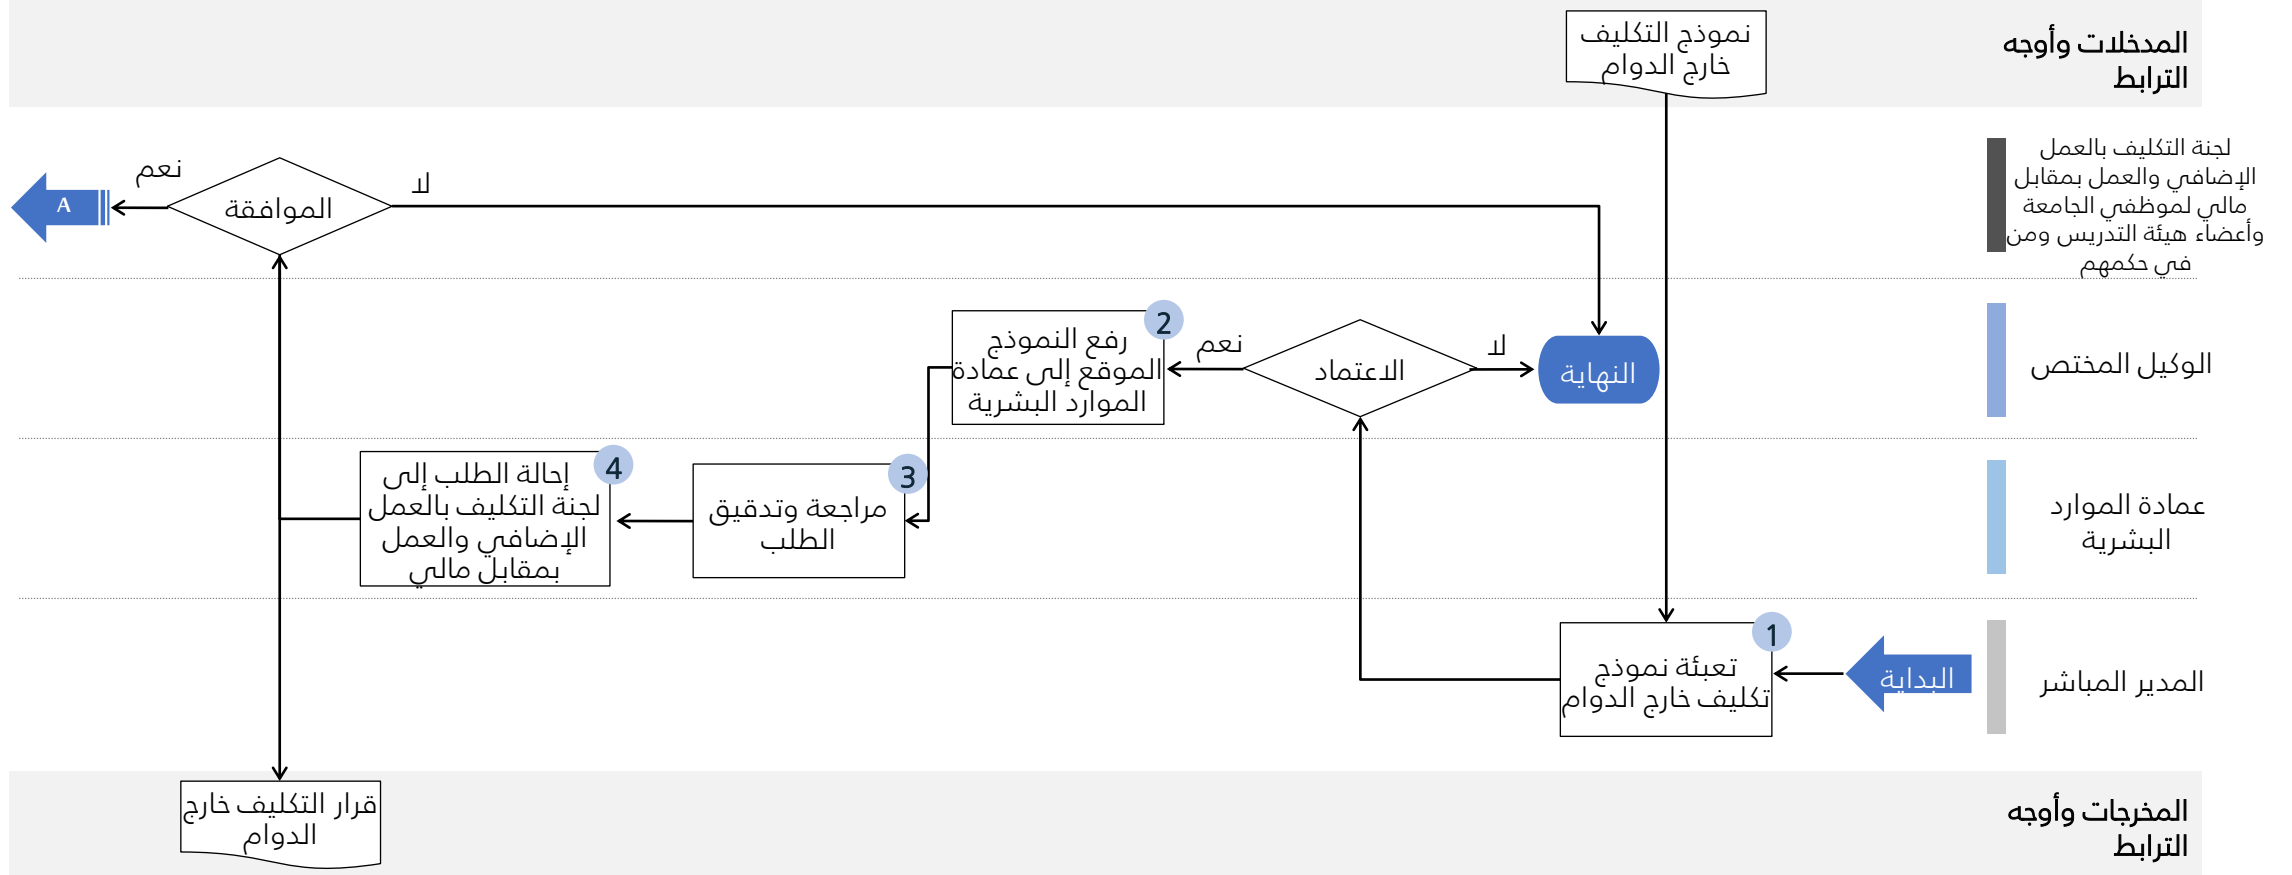 المدخلات وأوجه
الترابط
نموذج التكليف
خارج الدوام
لجنة التكليف بالعمل
الإضافي والعمل بمقابل
مالي لموظفي الجامعة
وأعضاء هيئة التدريس ومن
في حكمهم
لا
الموافقة
نعم
A
الوكيل المختص
النهاية
لا
الاعتماد
نعم
2
رفع النموذج
الموقع إلى عمادة
الموارد البشرية
عمادة الموارد
البشرية
3
مراجعة وتدقيق
الطلب
4
إحالة الطلب إلى
لجنة التكليف بالعمل
الإضافي والعمل
بمقابل مالي
المدير المباشر
البداية
1
تعبئة نموذج
تكليف خارج الدوام
المخرجات وأوجه
الترابط
قرار التكليف خارج
الدوام